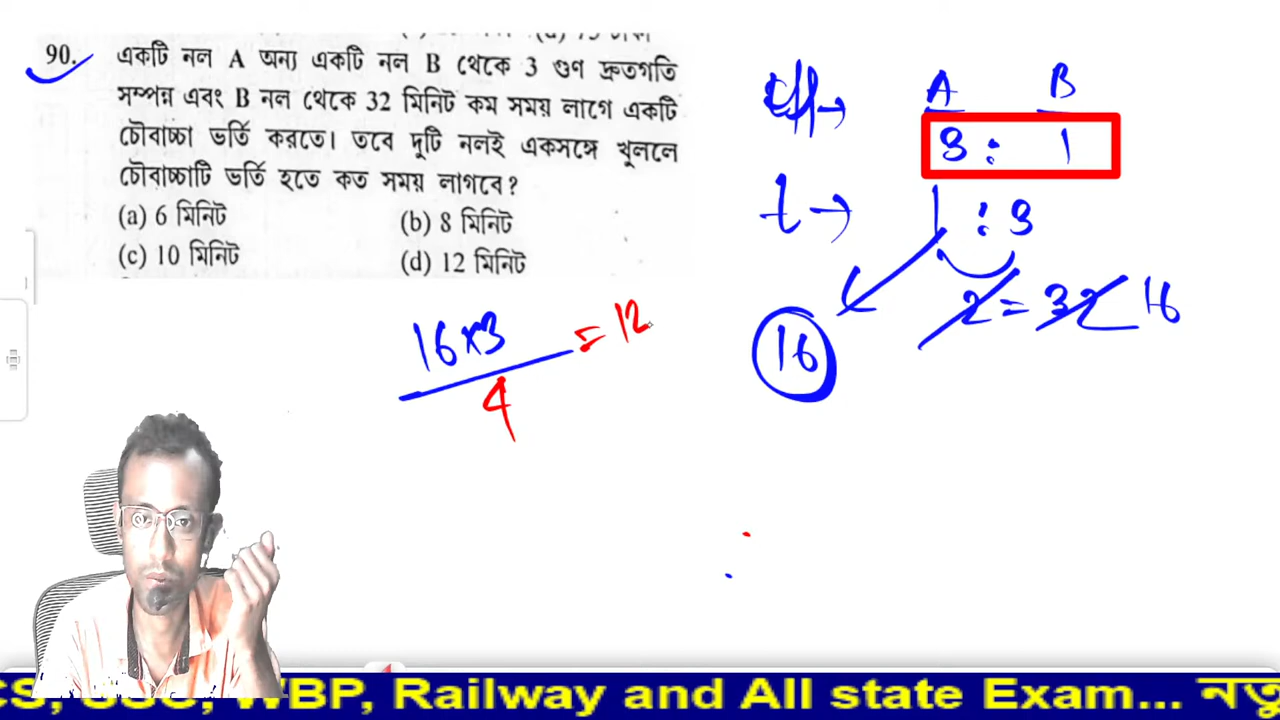 90. একটি নল A অন্য একটি নল B থেকে 3 গুণ দ্রুতগতি
সম্পন্ন এবং B নল থেকে 32 মিনিট কম সময় লাগে একটি
চৌবাচ্চা ভর্তি করতে। তবে দুটি নলই একসঙ্গে খুললে
চৌবাচ্চাটি ভর্তি হতে কত সময় লাগবে?
(a) 6 মিনিট (b) 8 মিনিট
(c) 10 মিনিট (d) 12 মিনিট
A B
3 : 1
t → 1 : 3
2 = 32 16
16
16×3
4
= 12
CS, SSC, WBP, Railway and All state Exam... নতু